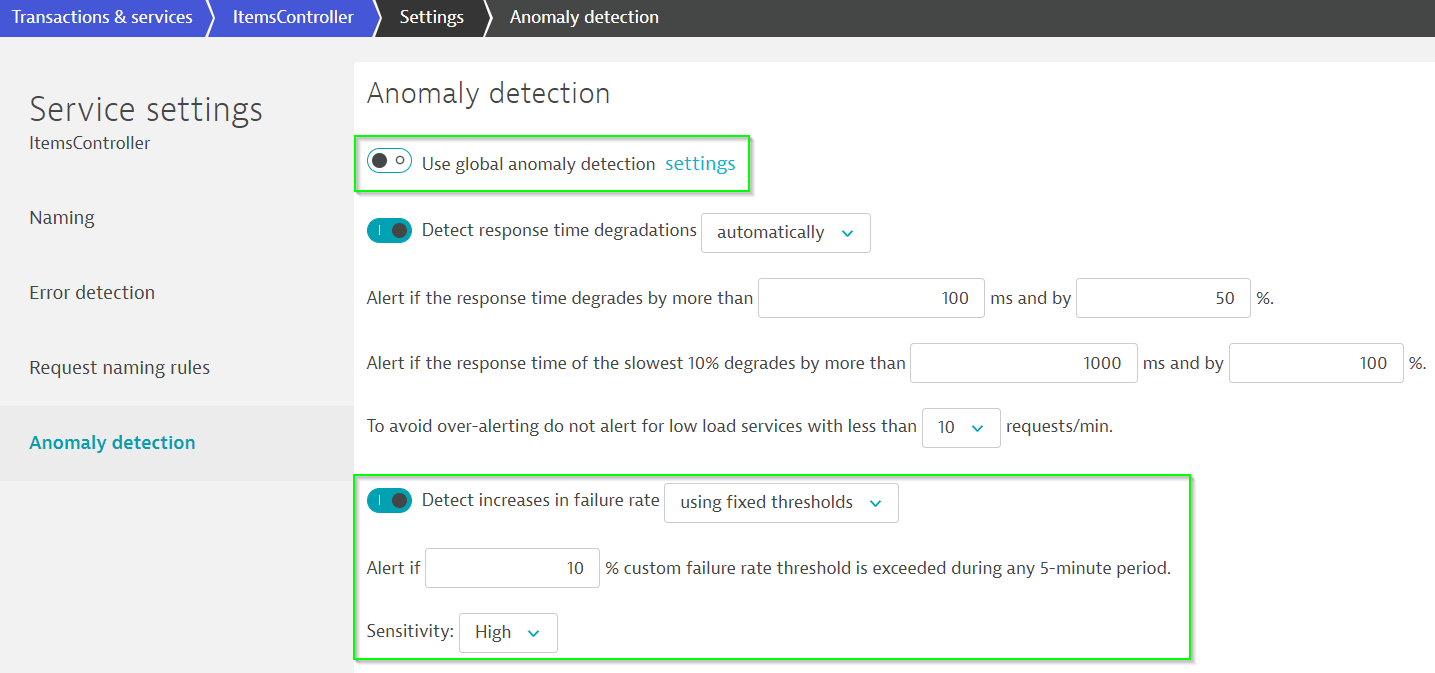 Transactions & services ItemsController Settings Anomaly detection
Service settings
ItemsController
Naming
Error detection
Request naming rules
Anomaly detection
Anomaly detection
Use global anomaly detection settings
Detect response time degradations automatically
Alert if the response time degrades by more than 100 ms and by 50 %.
Alert if the response time of the slowest 10% degrades by more than 1000 ms and by 100 %.
To avoid over-alerting do not alert for low load services with less than 10 requests/min.
Detect increases in failure rate using fixed thresholds
Alert if 10 % custom failure rate threshold is exceeded during any 5-minute period.
Sensitivity: High